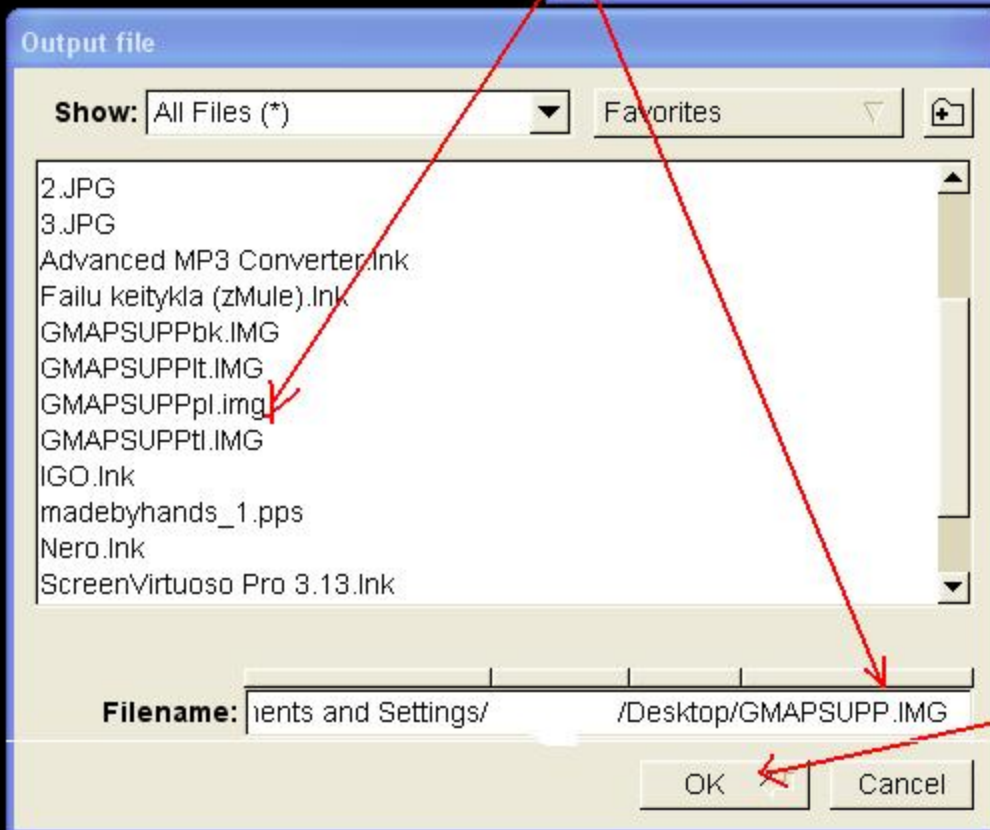 Output file
Show: All Files (*) Favorites
2.JPG
3.JPG
Advanced MP3 Converter.lnk
Failu keitykla (zMule).lnk
GMAPSUPPbk.IMG
GMAPSUPPlt.IMG
GMAPSUPPpl.img
GMAPSUPPtl.IMG
IGO.lnk
madebyhands_1.pps
Nero.lnk
ScreenVirtuoso Pro 3.13.lnk
Filename: nents and Settings/ /Desktop/GMAPSUPP.IMG
OK Cancel